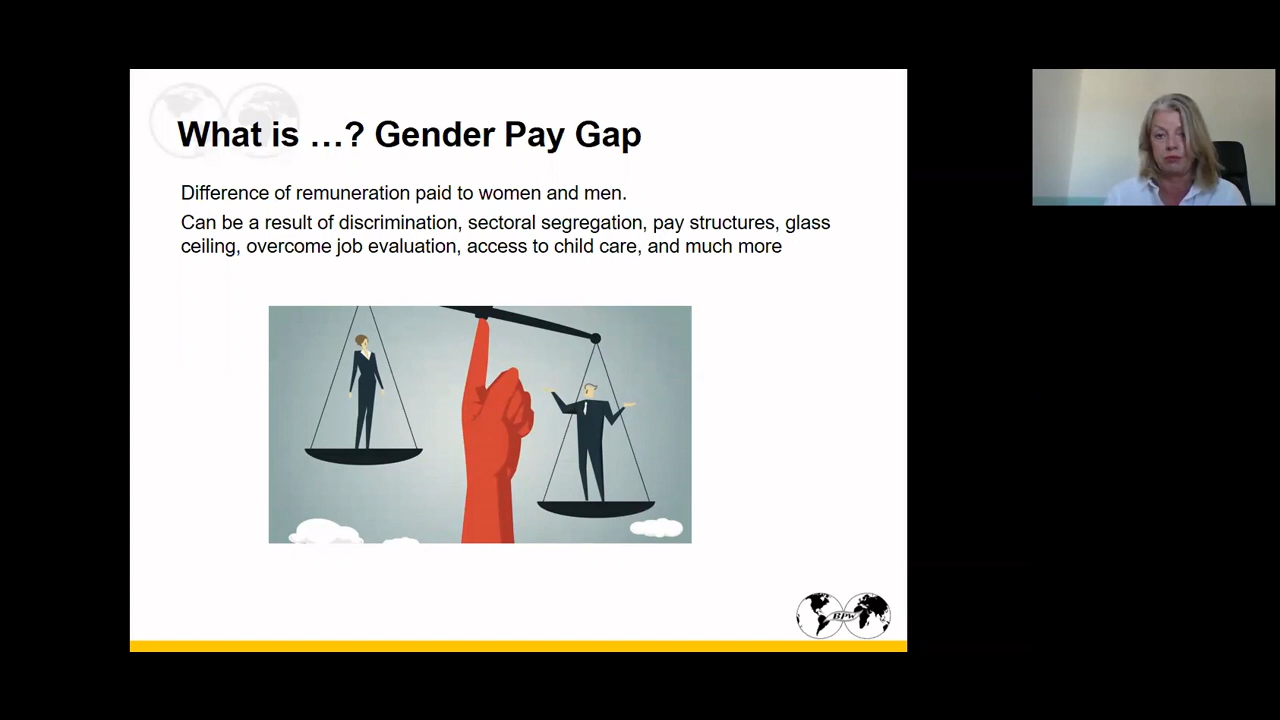 What is …? Gender Pay Gap
Difference of remuneration paid to women and men.
Can be a result of discrimination, sectoral segregation, pay structures, glass
ceiling, overcome job evaluation, access to child care, and much more
BPW